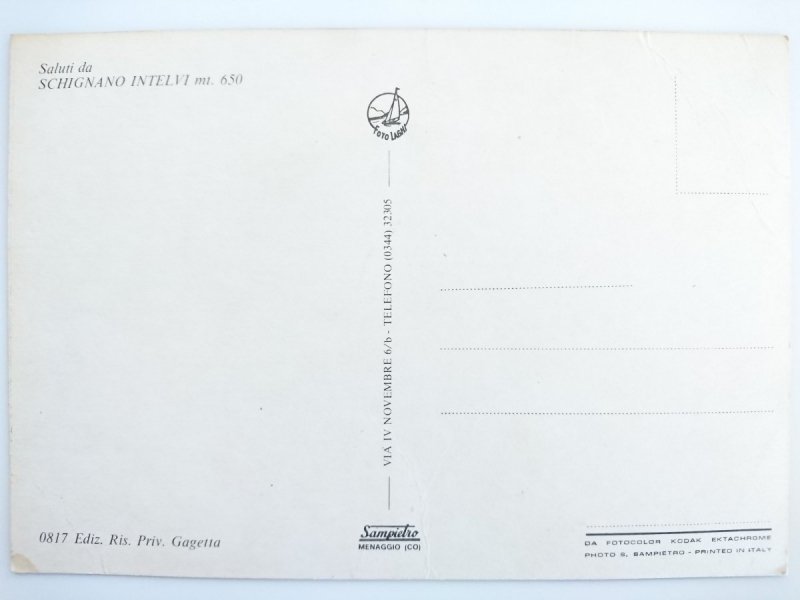 Saluti da
SCHIGNANO INTELVI mt. 650
FOTO LAGHI
VIA IV NOVEMBRE 6/b - TELEFONO (0344) 32305
0817 Ediz. Ris. Priv. Gagetta
Sampietro
MENAGGIO (CO)
DA FOTOCOLOR KODAK EKTACHROME
PHOTO S. SAMPIETRO - PRINTED IN ITALY